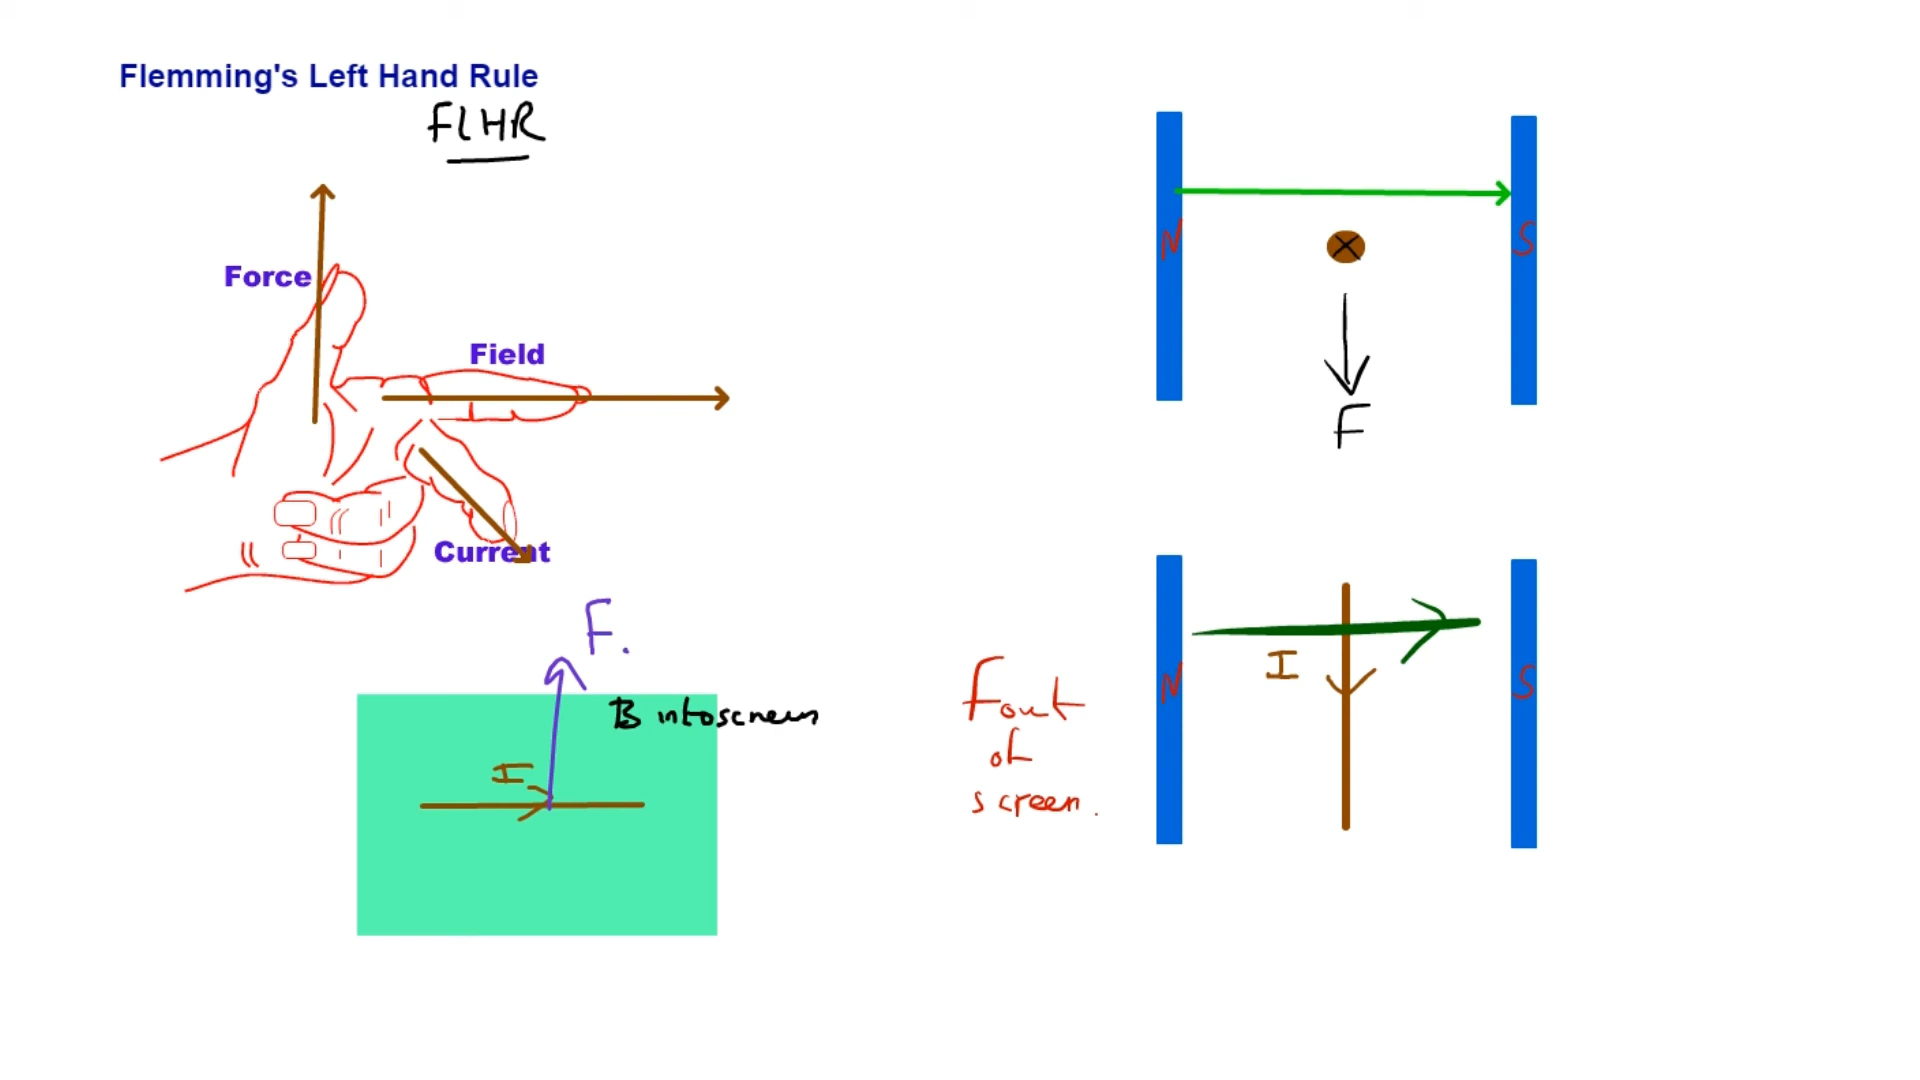 Flemming's Left Hand Rule
FLHR
Force
Field
Current
F.
B into screen
I
N
S
F
F out
of
screen.
N
I
S